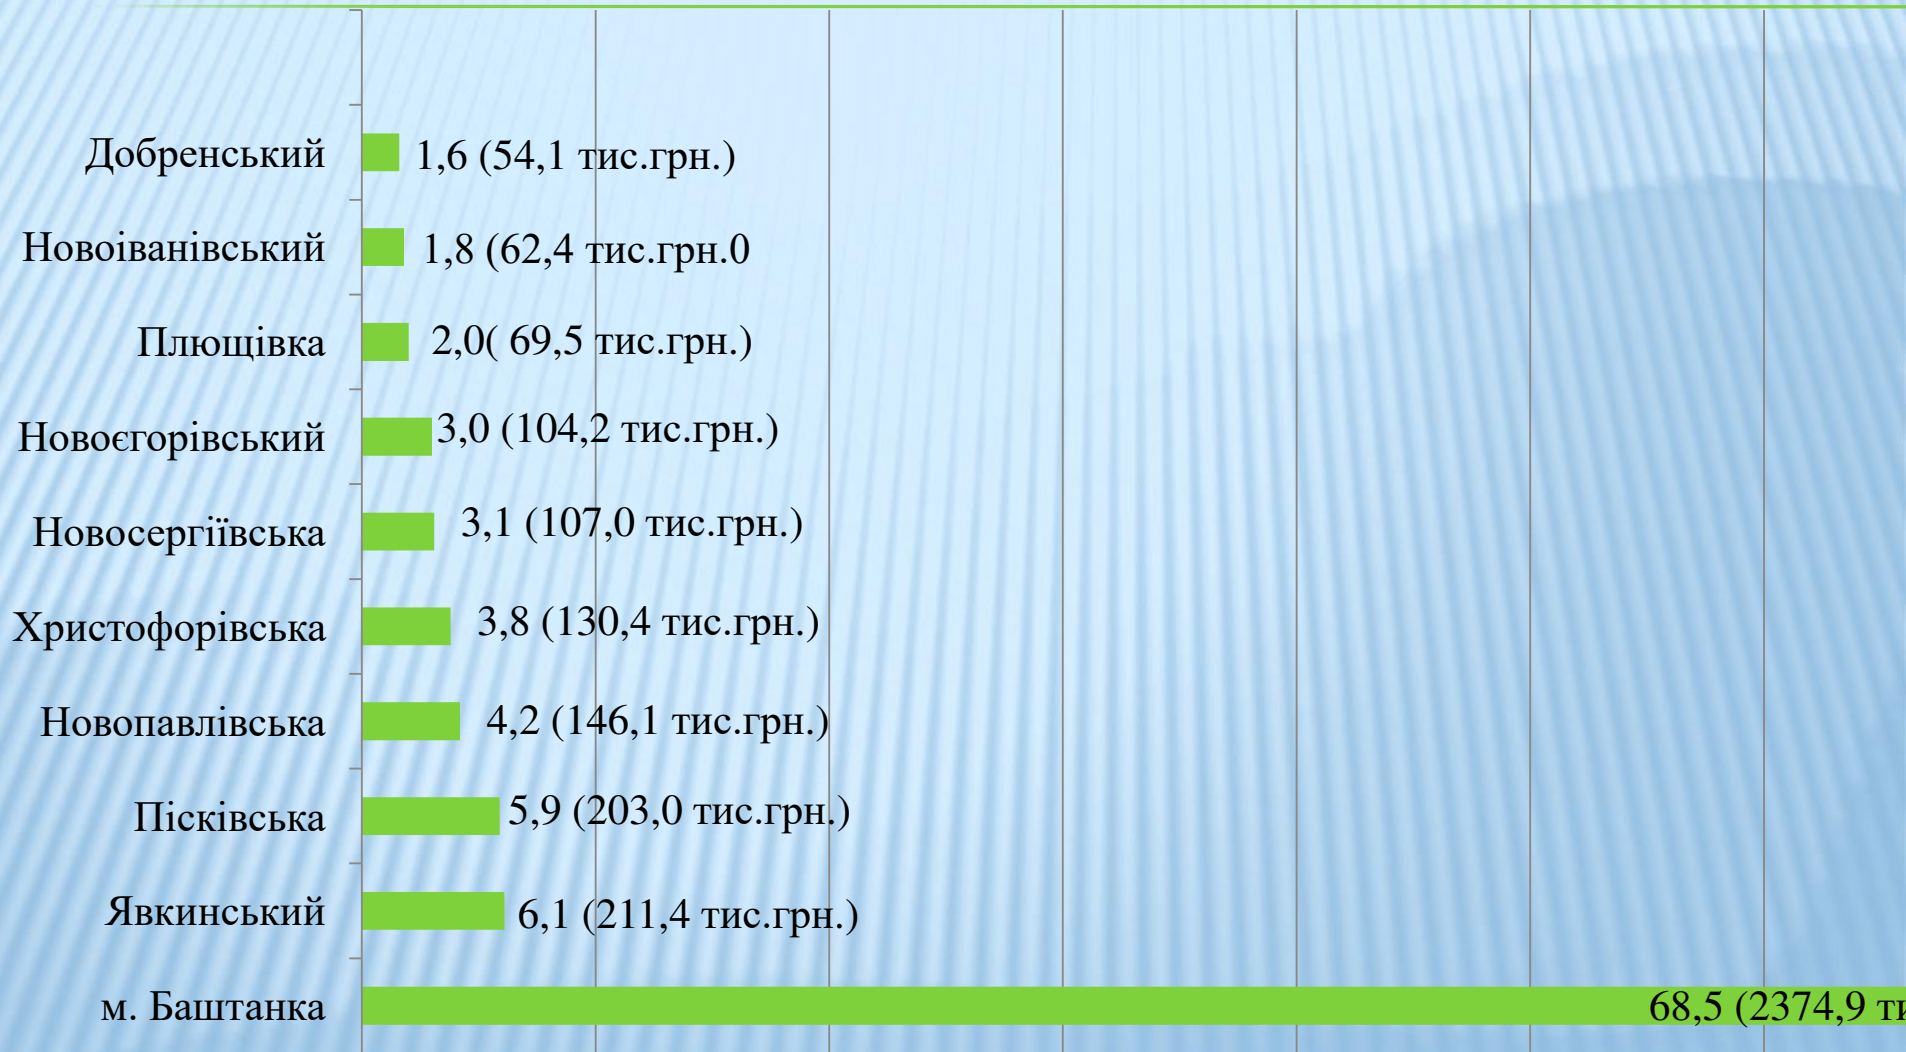 Добренський 1,6 (54,1 тис.грн.)
Новоіванівський 1,8 (62,4 тис.грн.0
Плющівка 2,0( 69,5 тис.грн.)
Новоєгорівський 3,0 (104,2 тис.грн.)
Новосергіївська 3,1 (107,0 тис.грн.)
Христофорівська 3,8 (130,4 тис.грн.)
Новопавлівська 4,2 (146,1 тис.грн.)
Пісківська 5,9 (203,0 тис.грн.)
Явкинський 6,1 (211,4 тис.грн.)
м. Баштанка 68,5 (2374,9